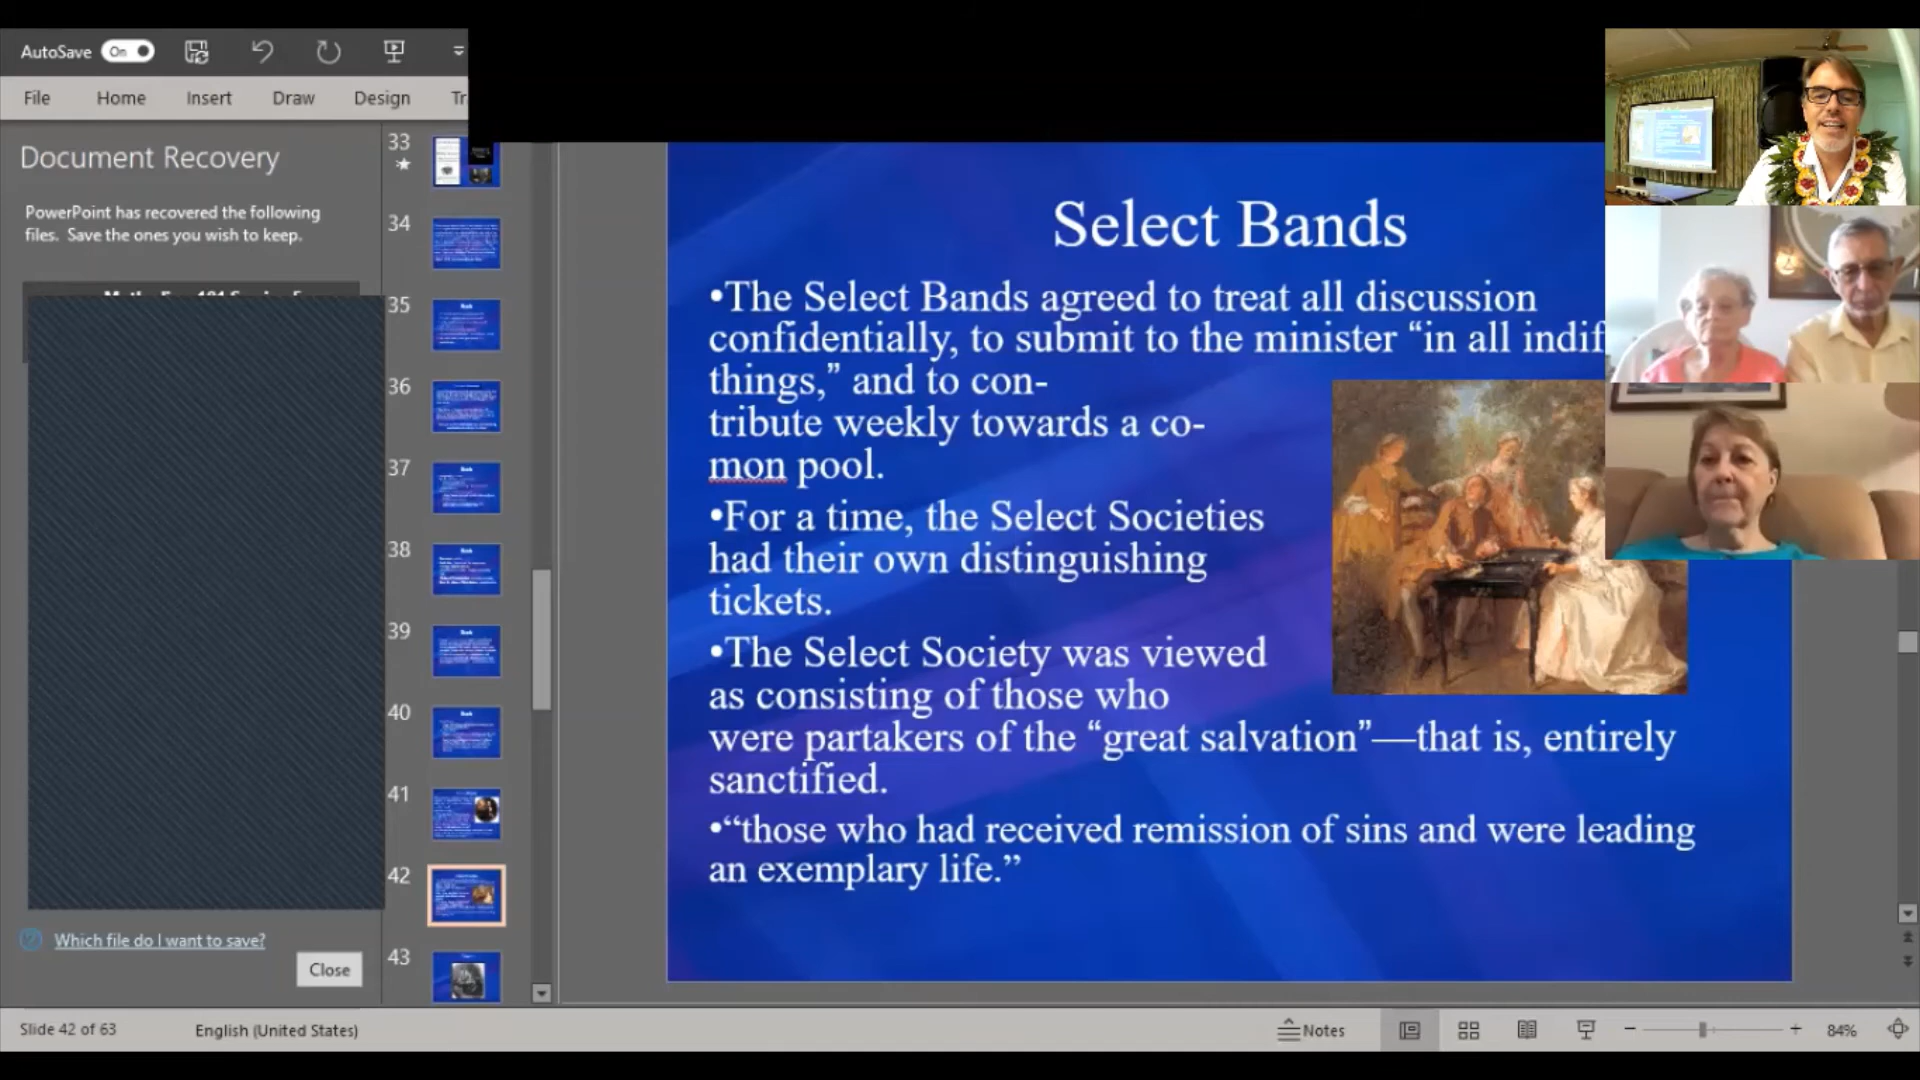 AutoSave On
File Home Insert Draw Design Tr
Document Recovery
PowerPoint has recovered the following
files. Save the ones you wish to keep.
Which file do I want to save?
Close
33
34
35
36
37
38
39
40
41
42
43
Select Bands
•The Select Bands agreed to treat all discussion
confidentially, to submit to the minister “in all indif
things,” and to con-
tribute weekly towards a co-
mon pool.
•For a time, the Select Societies
had their own distinguishing
tickets.
•The Select Society was viewed
as consisting of those who
were partakers of the “great salvation”—that is, entirely
sanctified.
•“those who had received remission of sins and were leading
an exemplary life.”
Slide 42 of 63 English (United States) Notes 84%